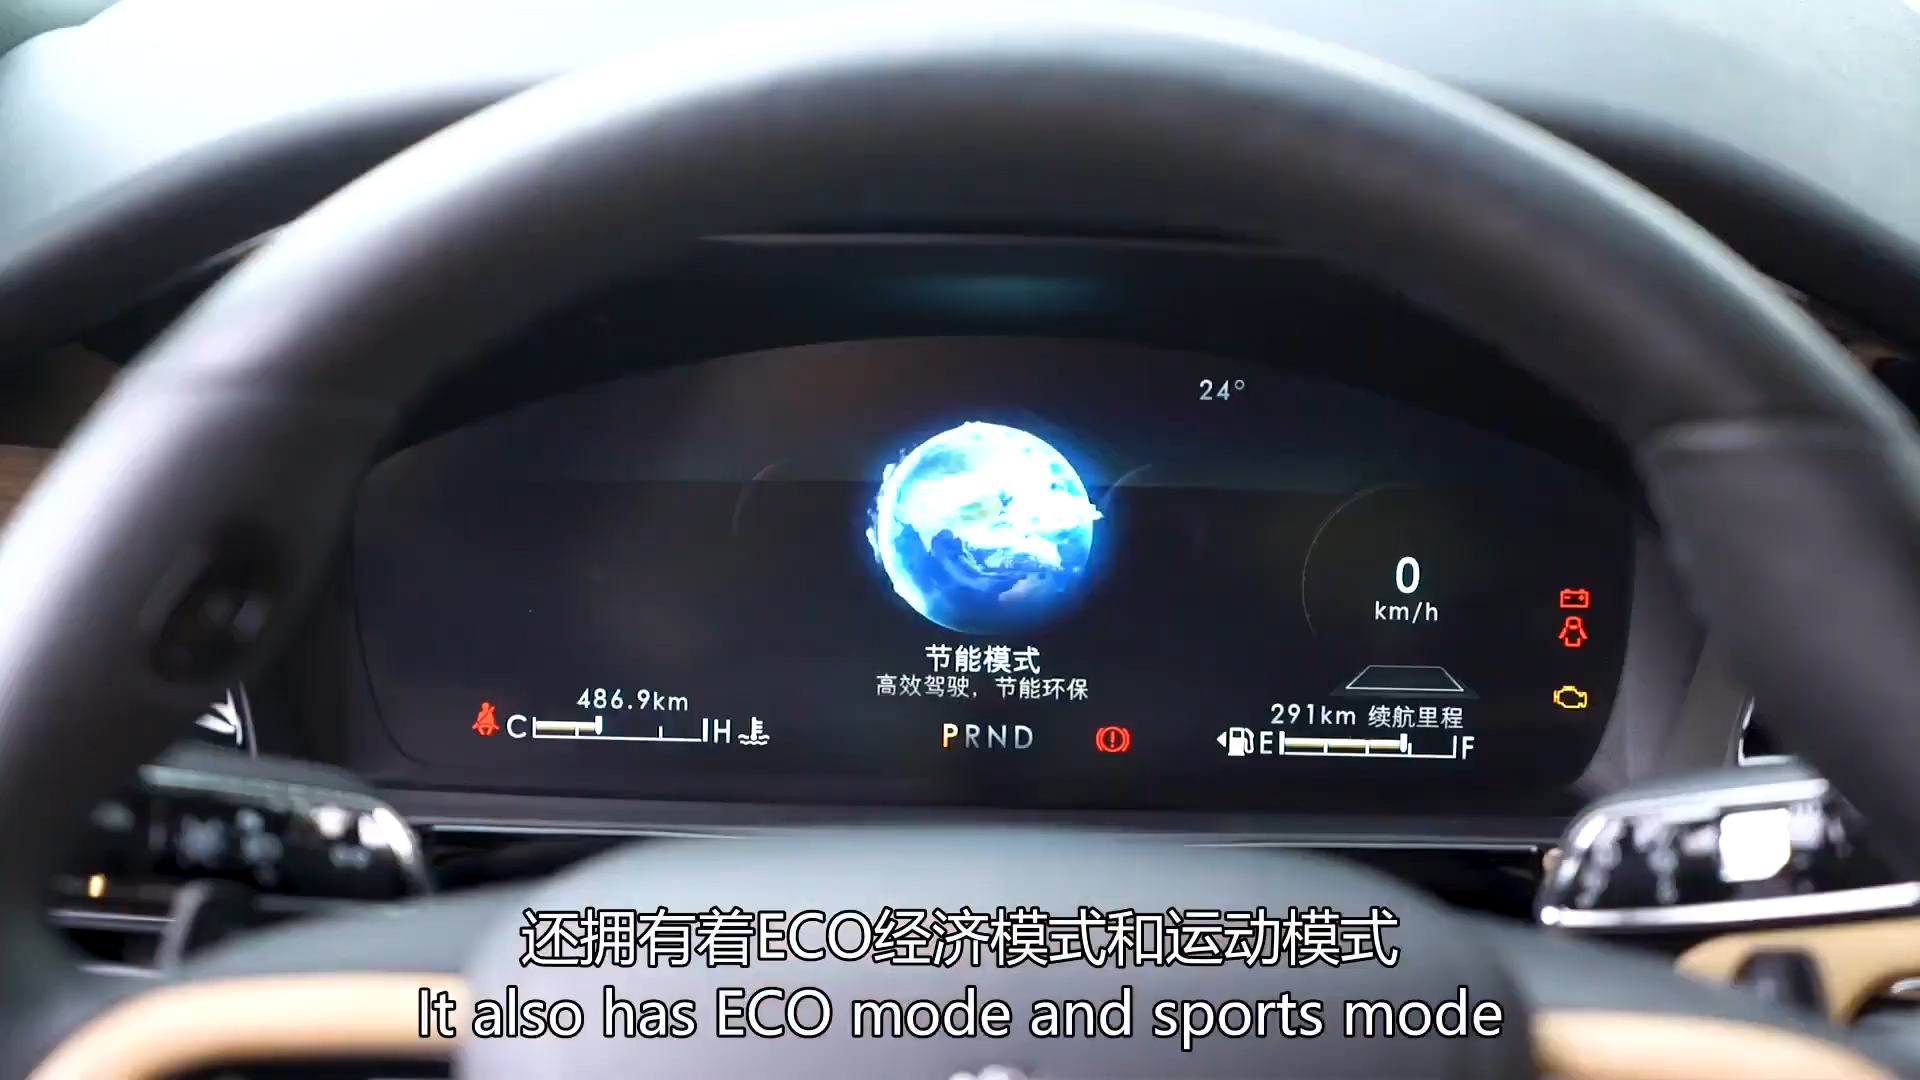 24°
0
km/h
节能模式
高效驾驶，节能环保
486.9km
C H
PRND
291km 续航里程
E F
还拥有着ECO经济模式和运动模式
It also has ECO mode and sports mode